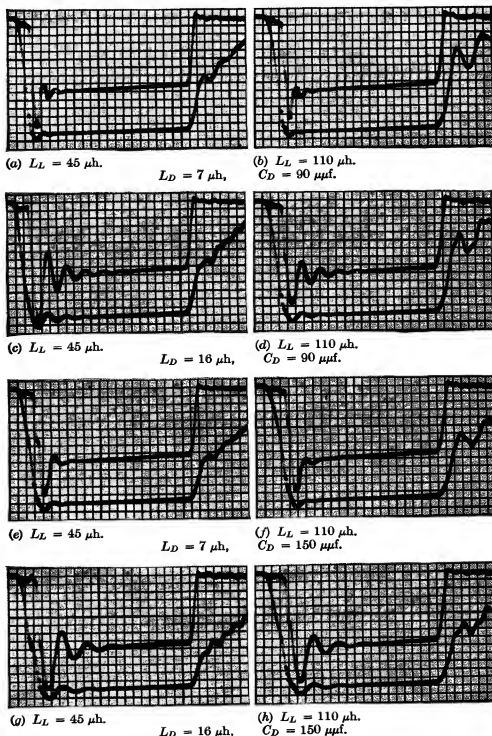 (a) L_L = 45 μh.
(b) L_L = 110 μh.
L_D = 7 μh, C_D = 90 μμf.
(c) L_L = 45 μh.
(d) L_L = 110 μh.
L_D = 16 μh, C_D = 90 μμf.
(e) L_L = 45 μh.
(f) L_L = 110 μh.
L_D = 7 μh, C_D = 150 μμf.
(g) L_L = 45 μh.
(h) L_L = 110 μh.
L_D = 16 μh, C_D = 150 μμf.